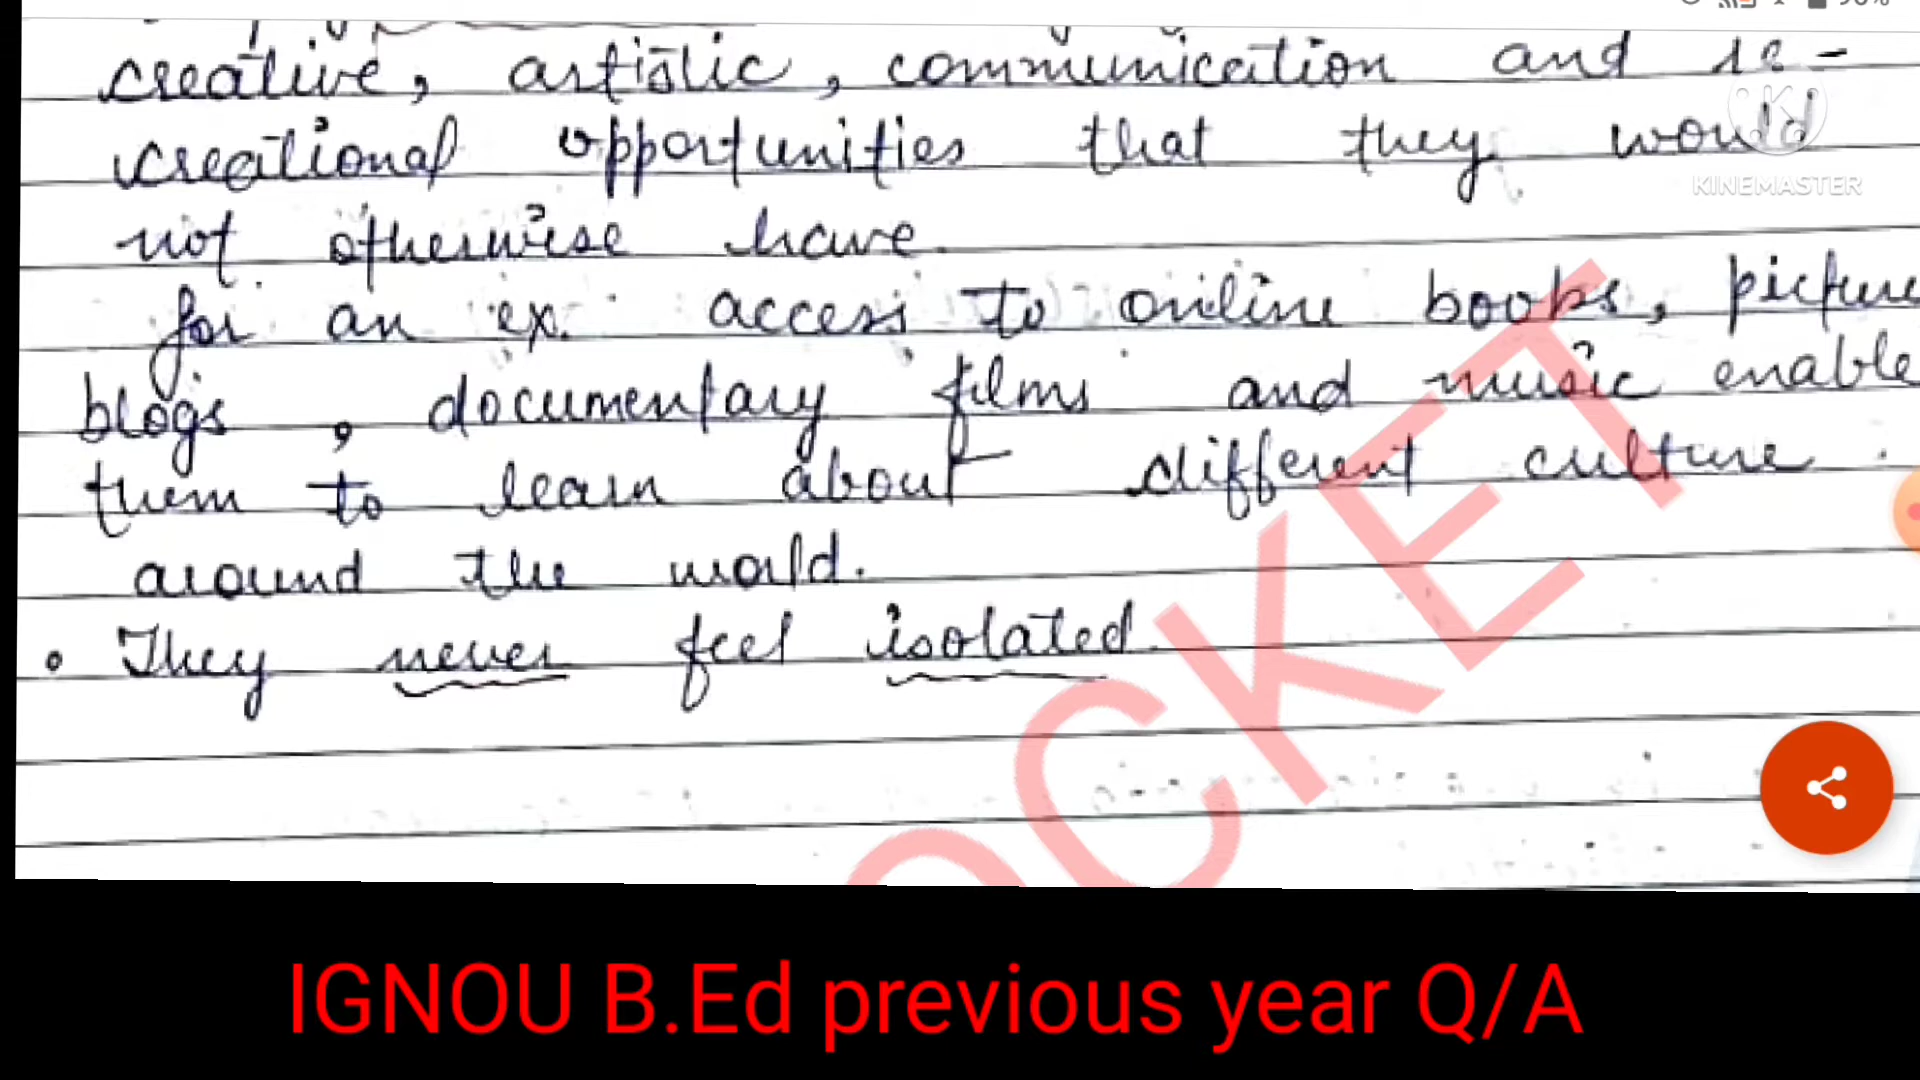 creative, artistic, communication and re-
creational opportunities that they would
KINEMASTER
not otherwise have.
for an ex. access to online books, picture
blogs, documentary films and music enable
them to learn about different culture
around the world.
• They never feel isolated.
OCKET
IGNOU B.Ed previous year Q/A